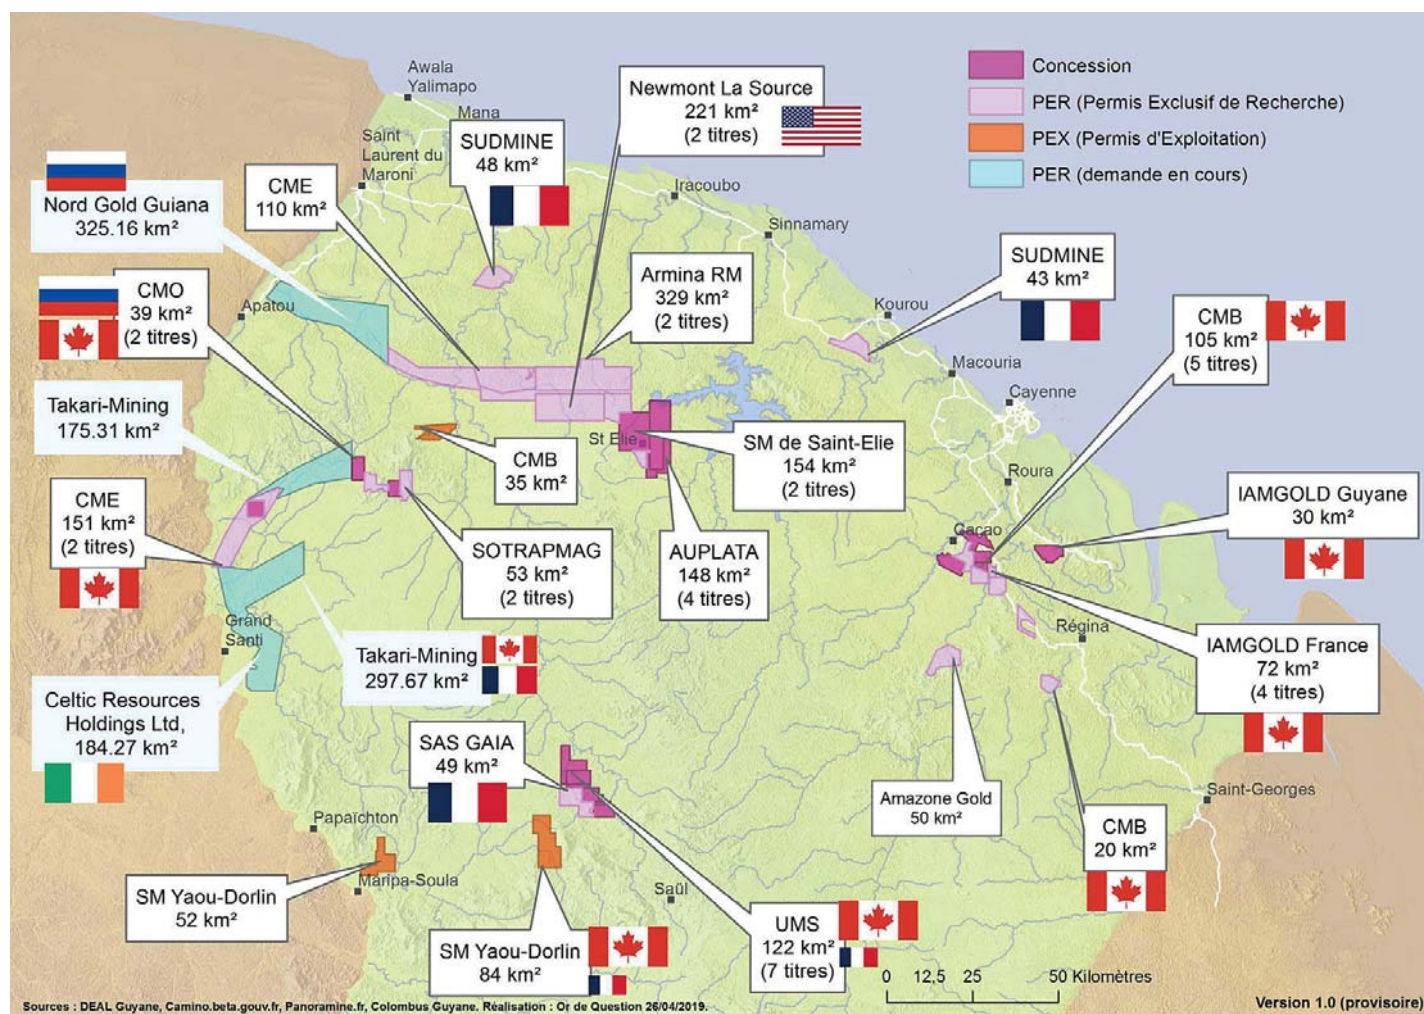 Awala
Yalimapo
Mana
Saint
Laurent du
Maroni
Newmont La Source
221 km²
(2 titres)
Concession
PER (Permis Exclusif de Recherche)
PEX (Permis d'Exploitation)
PER (demande en cours)
SUDMINE
48 km²
CME
110 km²
Nord Gold Guiana
325.16 km²
Iracoubo
Sinnamary
Armina RM
329 km²
(2 titres)
SUDMINE
43 km²
CMO
39 km²
(2 titres)
Apatou
Kourou
CMB
105 km²
(5 titres)
Macouria
Cayenne
Takari-Mining
175.31 km²
St Elie
SM de Saint-Elie
154 km²
(2 titres)
CMB
35 km²
Roura
CME
151 km²
(2 titres)
IAMGOLD Guyane
30 km²
Cacao
SOTRAPMAG
53 km²
(2 titres)
AUPLATA
148 km²
(4 titres)
Grand
Santi
Régina
Takari-Mining
297.67 km²
IAMGOLD France
72 km²
(4 titres)
Celtic Resources
Holdings Ltd,
184.27 km²
SAS GAIA
49 km²
Amazone Gold
50 km²
Saint-Georges
Papaïchton
CMB
20 km²
Maripa-Soula
SM Yaou-Dorlin
52 km²
Saül
SM Yaou-Dorlin
84 km²
UMS
122 km²
(7 titres)
0 12,5 25 50 Kilomètres
Sources : DEAL Guyane, Camino.beta.gouv.fr, Panoramine.fr, Colombus Guyane. Réalisation : Or de Question 26/04/2019.
Version 1.0 (provisoire)